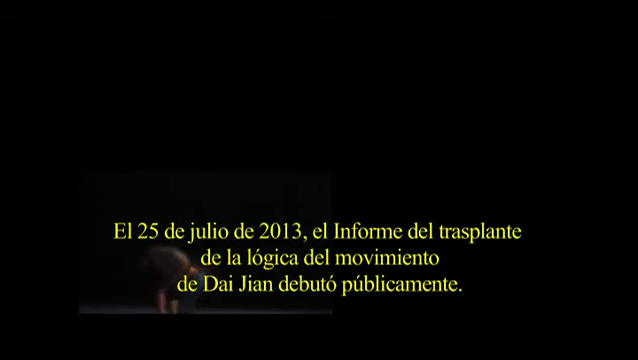 El 25 de julio de 2013, el Informe del trasplante
de la lógica del movimiento
de Dai Jian debutó públicamente.